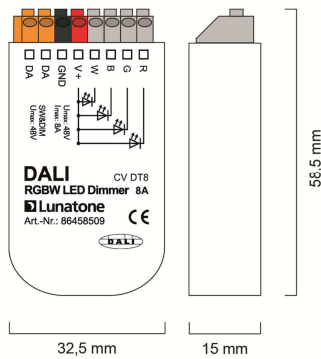 DA
DA
GND
V+
W
B
G
R
SW&DM
Umax: 48V
Umax: 48V
Imax: 8A
DALI
CV DT8
RGBW LED Dimmer 8A
Lunatone
Art.-Nr.: 86458509
CE
DALI
58.5 mm
32,5 mm
15 mm